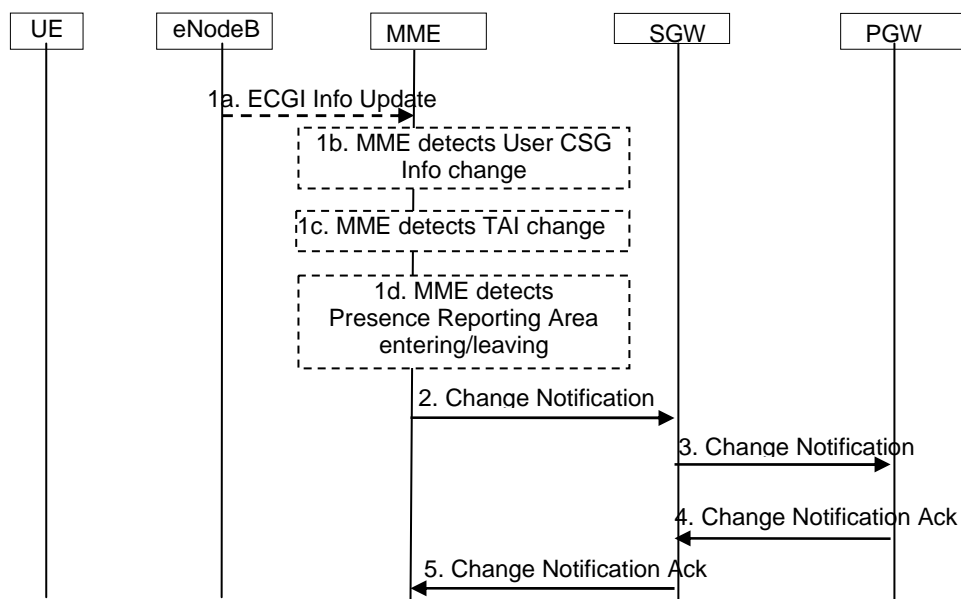 UE
eNodeB
MME
SGW
PGW
1a. ECGI Info Update
1b. MME detects User CSG
Info change
1c. MME detects TAI change
1d. MME detects
Presence Reporting Area
entering/leaving
2. Change Notification
3. Change Notification
4. Change Notification Ack
5. Change Notification Ack